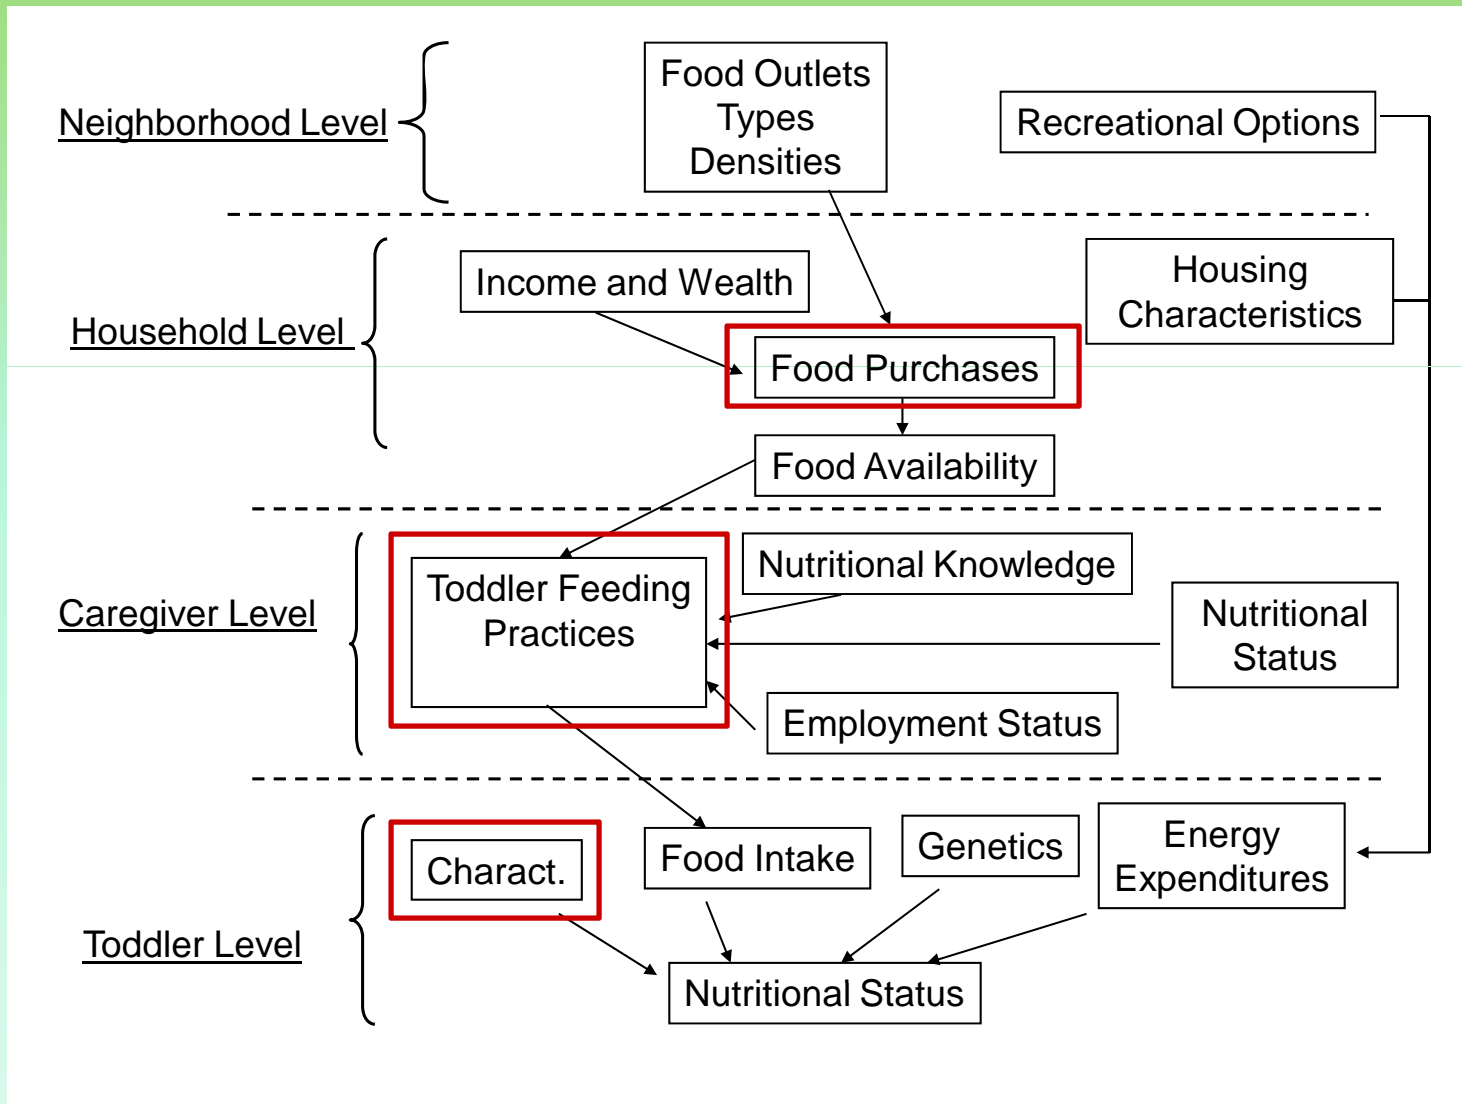 Neighborhood Level
Food Outlets
Types
Densities
Recreational Options
Household Level
Income and Wealth
Housing
Characteristics
Food Purchases
Food Availability
Caregiver Level
Toddler Feeding
Practices
Nutritional Knowledge
Nutritional
Status
Employment Status
Toddler Level
Charact.
Food Intake
Genetics
Energy
Expenditures
Nutritional Status